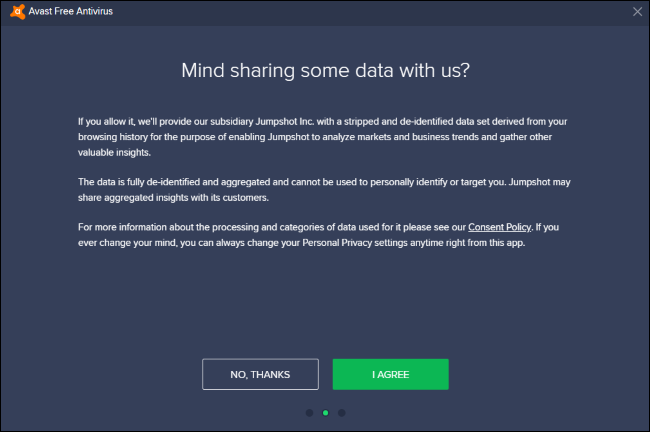 Avast Free Antivirus
Mind sharing some data with us?
If you allow it, we'll provide our subsidiary Jumpshot Inc. with a stripped and de-identified data set derived from your
browsing history for the purpose of enabling Jumpshot to analyze markets and business trends and gather other
valuable insights.
The data is fully de-identified and aggregated and cannot be used to personally identify or target you. Jumpshot may
share aggregated insights with its customers.
For more information about the processing and categories of data used for it please see our Consent Policy. If you
ever change your mind, you can always change your Personal Privacy settings anytime right from this app.
NO, THANKS
I AGREE